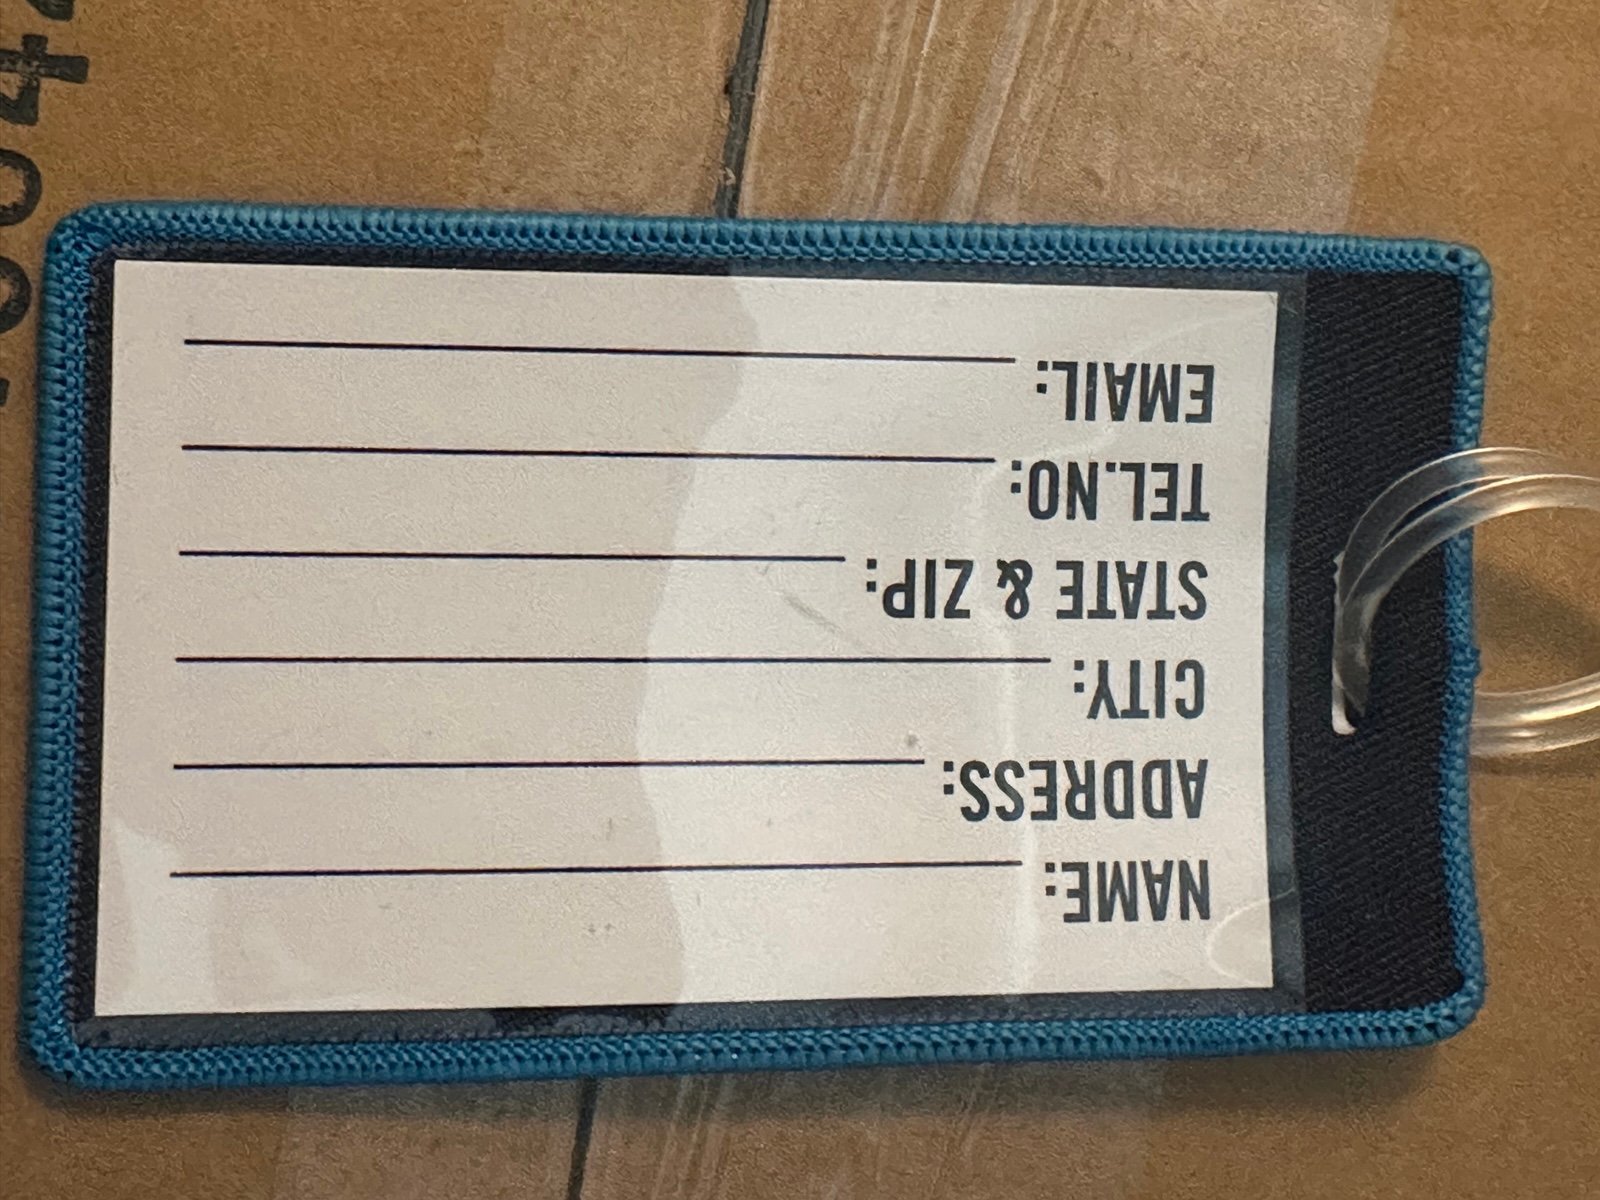 NAME:
ADDRESS:
CITY:
STATE & ZIP:
TEL.NO:
EMAIL: